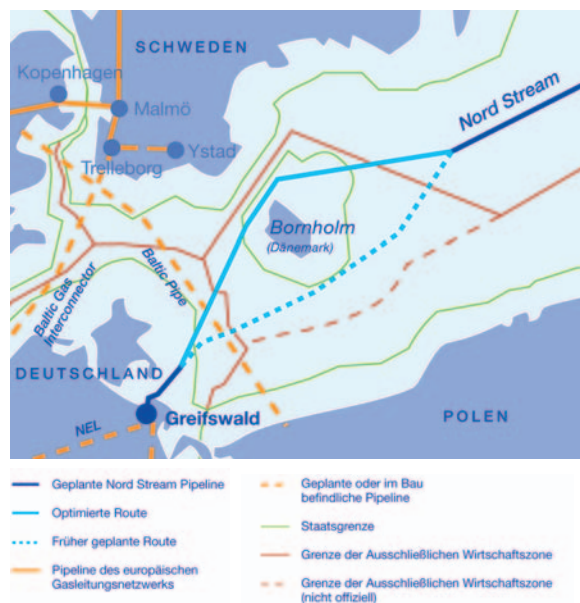 SCHWEDEN
Kopenhagen
Malmö
Nord Stream
Trelleborg
Ystad
Bornholm
(Dänemark)
Baltic Gas
Interconnector
Baltic Pipe
DEUTSCHLAND
Greifswald
POLEN
NEL
Geplante Nord Stream Pipeline
Optimierte Route
Früher geplante Route
Pipeline des europäischen
Gasleitungsnetzwerks
Geplante oder im Bau
befindliche Pipeline
Staatsgrenze
Grenze der Ausschließlichen Wirtschaftszone
Grenze der Ausschließlichen Wirtschaftszone
(nicht offiziell)